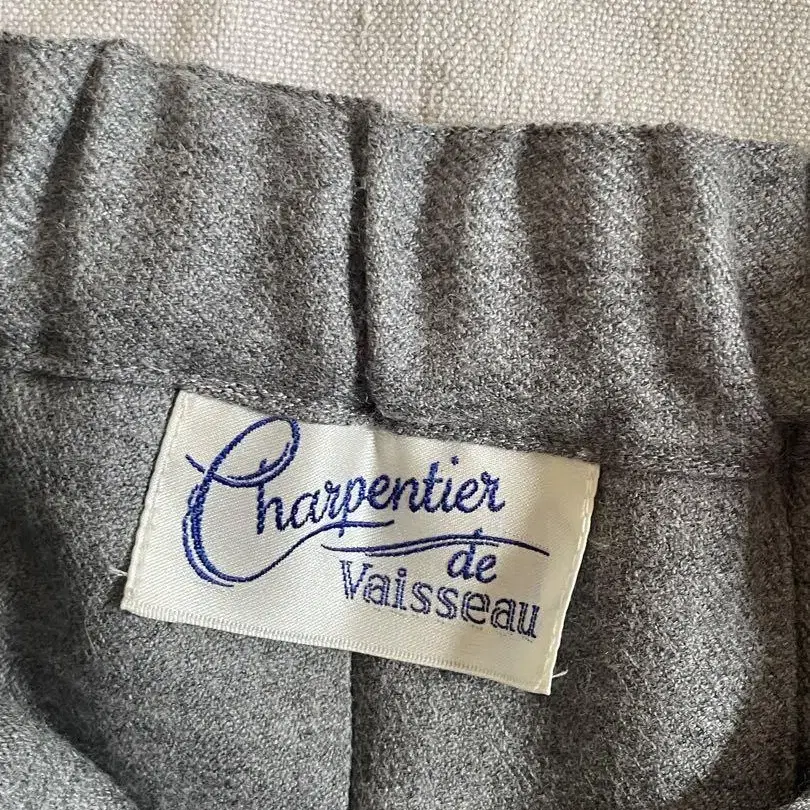 Charpentier
de
Vaisseau